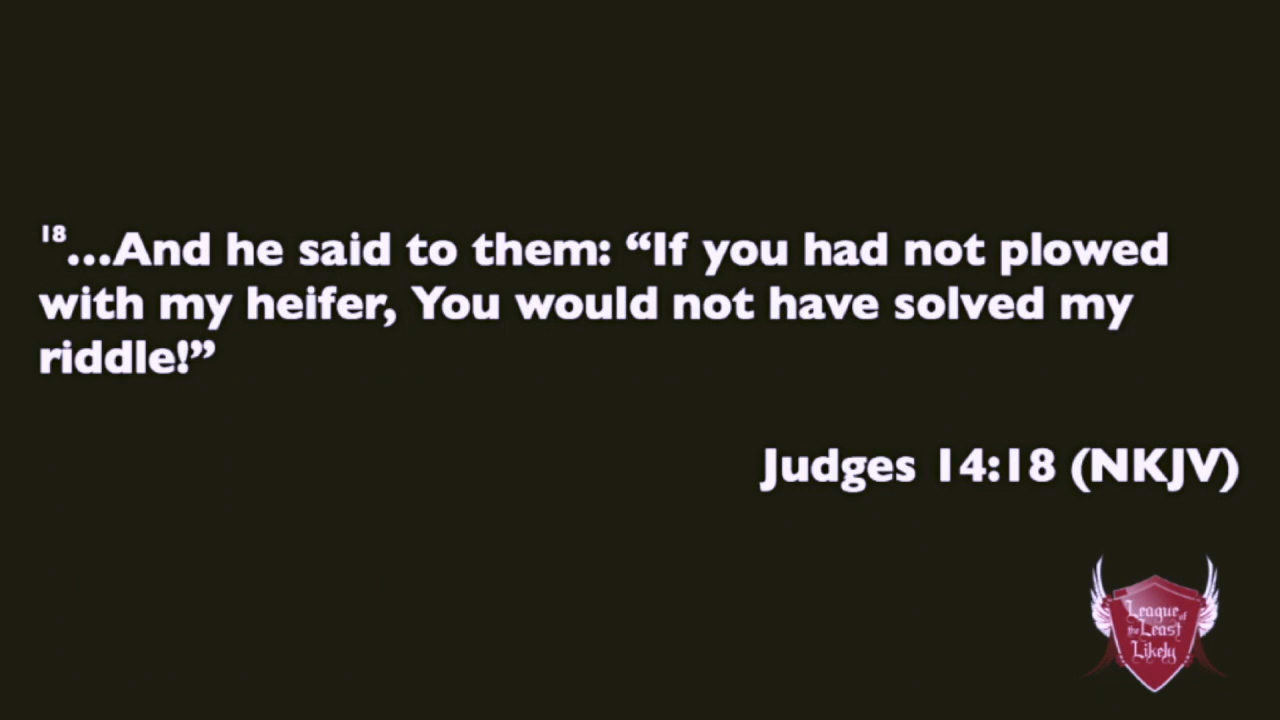 18...And he said to them: “If you had not plowed
with my heifer, You would not have solved my
riddle!”
Judges 14:18 (NKJV)
League of
the Least
Likely